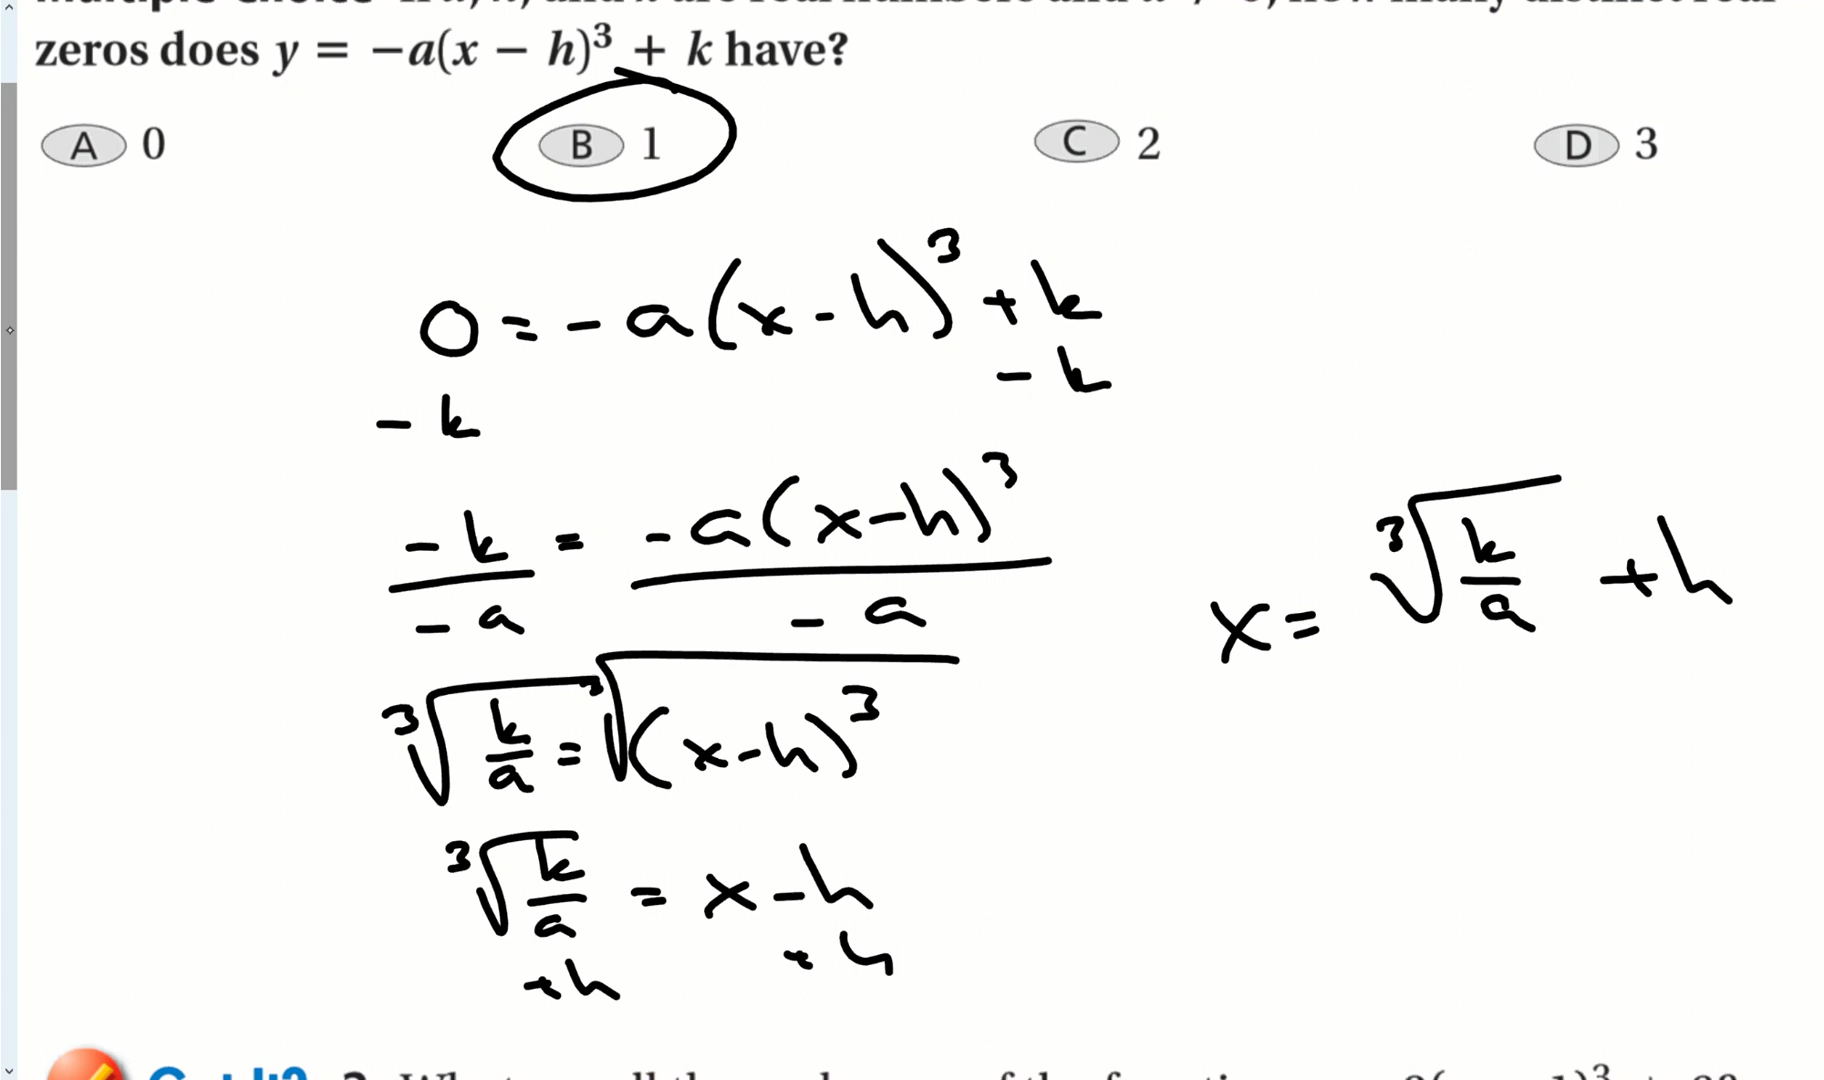 zeros does y = −a(x − h)³ + k have?
A 0 B 1 C 2 D 3
0 = - a(x - h)³ + k
- k
- k
-k/-a = -a(x-h)³/-a
∛(k/a) = ∛(x-h)³
x = ∛(k/a) + h
∛(k/a) = x - h
+h
+h